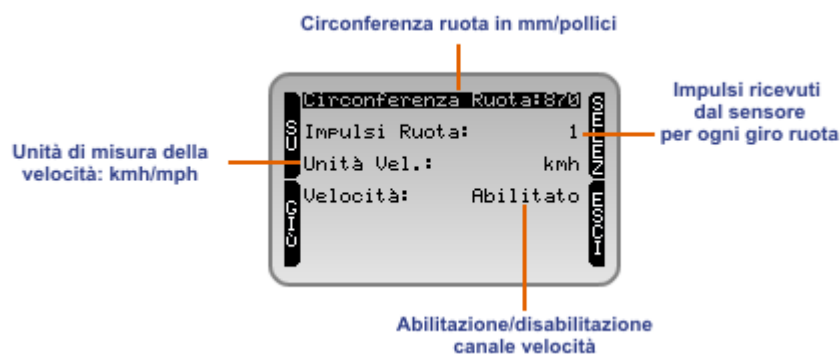 Circonferenza ruota in mm/pollici
Circonferenza Ruota:870
Impulsi Ruota: 1
Unità Vel.: kmh
Velocità: Abilitato
SU
GIÙ
SELEZ
ESCI
Impulsi ricevuti
dal sensore
per ogni giro ruota
Unità di misura della
velocità: kmh/mph
Abilitazione/disabilitazione
canale velocità